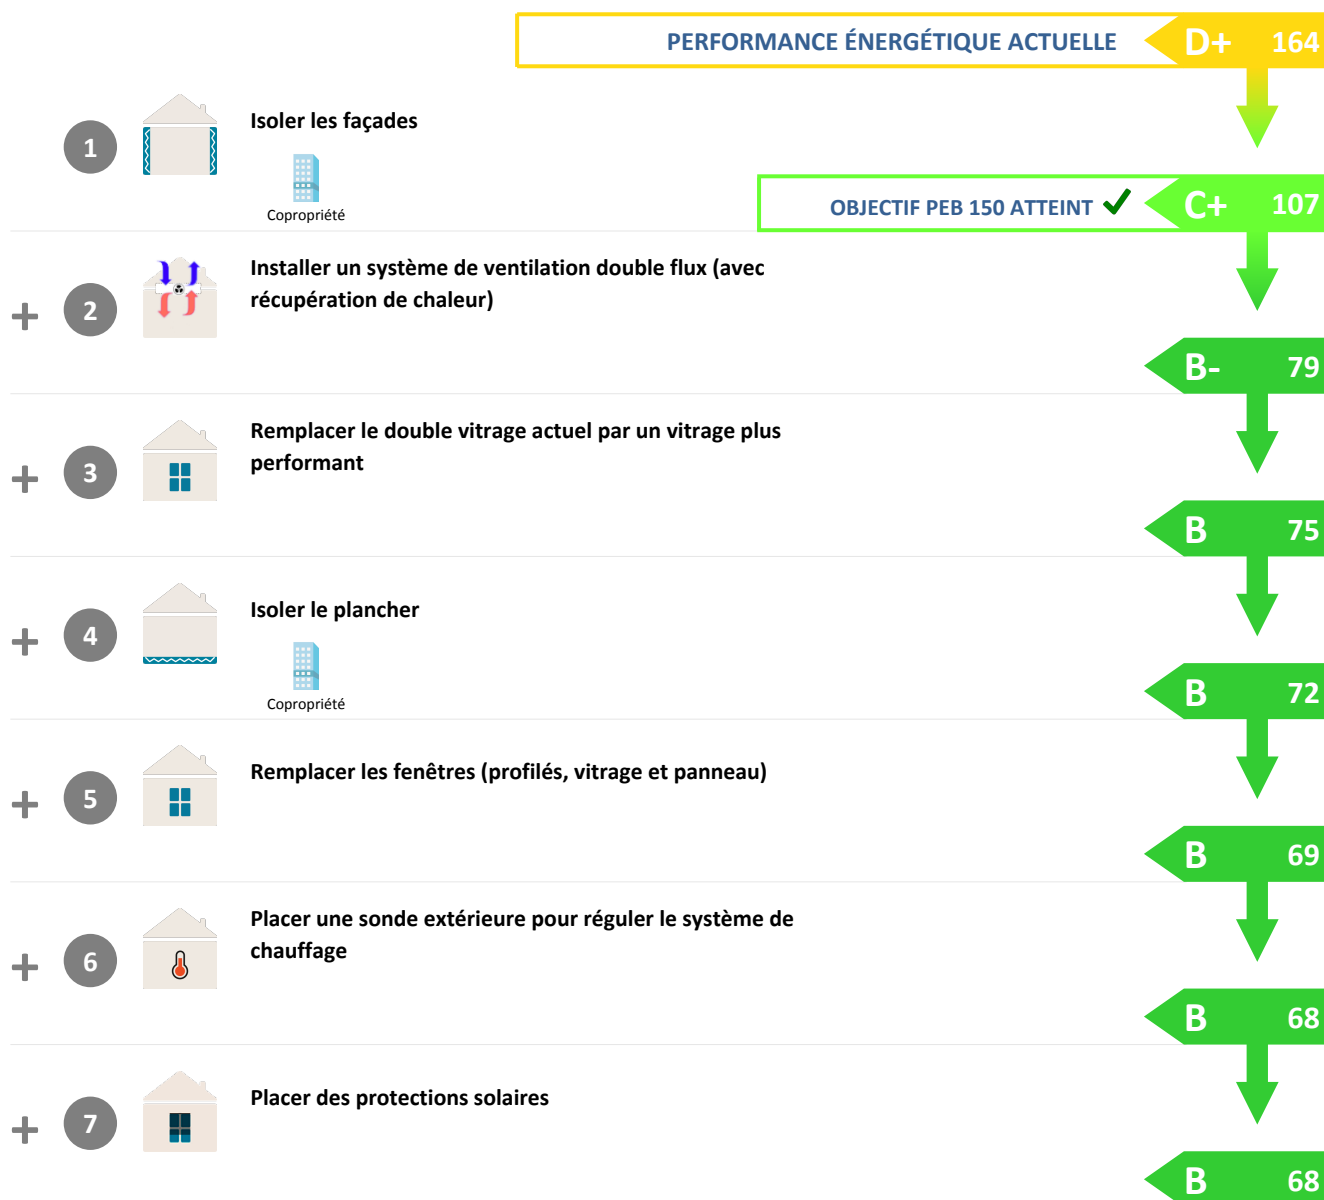 PERFORMANCE ÉNERGÉTIQUE ACTUELLE D+ 164
1 Isoler les façades
Copropriété
OBJECTIF PEB 150 ATTEINT C+ 107
+ 2 Installer un système de ventilation double flux (avec
récupération de chaleur)
B- 79
+ 3 Remplacer le double vitrage actuel par un vitrage plus
performant
B 75
+ 4 Isoler le plancher
Copropriété
B 72
+ 5 Remplacer les fenêtres (profilés, vitrage et panneau)
B 69
+ 6 Placer une sonde extérieure pour réguler le système de
chauffage
B 68
+ 7 Placer des protections solaires
B 68